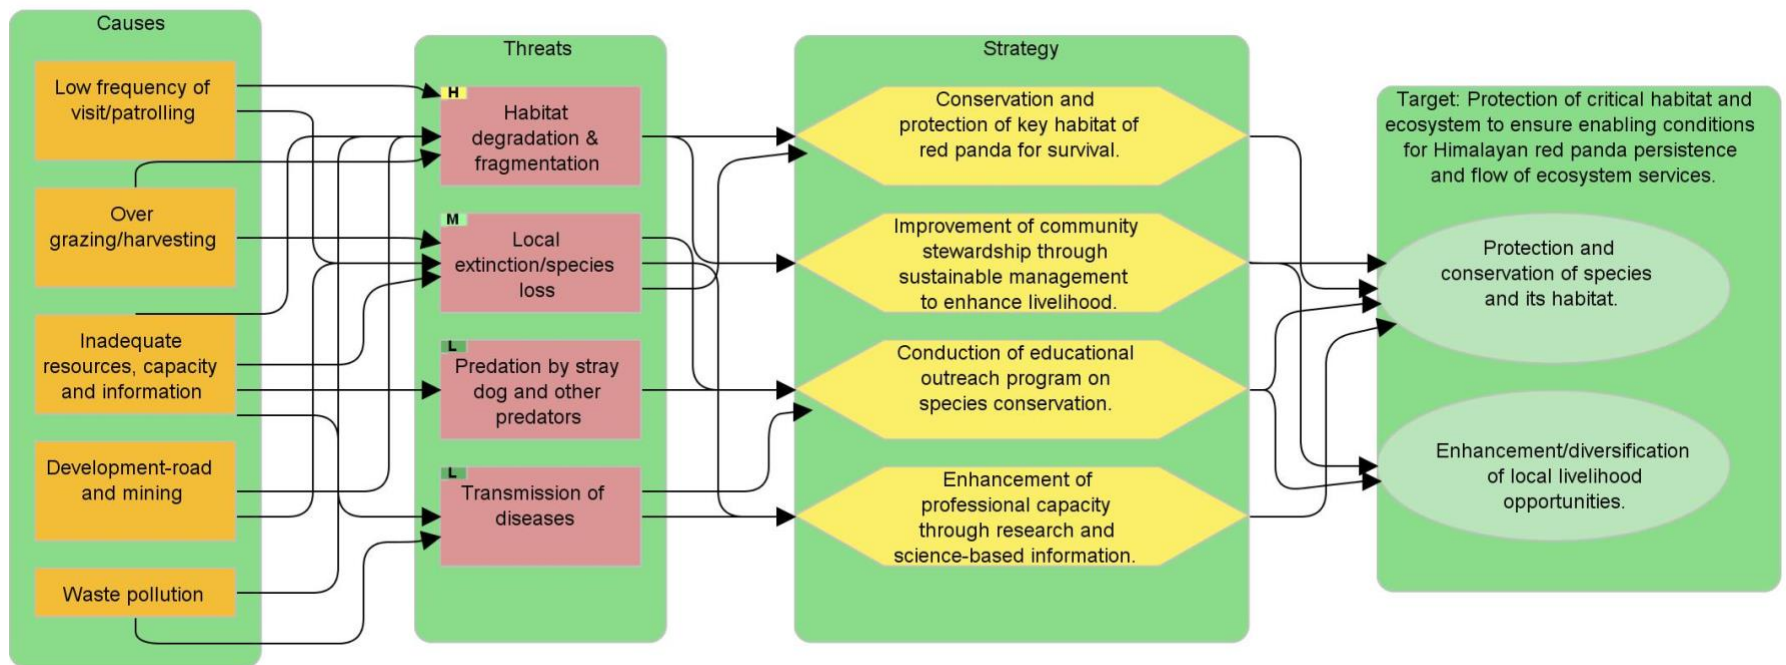 Causes
Low frequency of
visit/patrolling
Over
grazing/harvesting
Inadequate
resources, capacity
and information
Development-road
and mining
Waste pollution
Threats
H
Habitat
degradation &
fragmentation
M
Local
extinction/species
loss
L
Predation by stray
dog and other
predators
L
Transmission of
diseases
Strategy
Conservation and
protection of key habitat of
red panda for survival.
Improvement of community
stewardship through
sustainable management
to enhance livelihood.
Conduction of educational
outreach program on
species conservation.
Enhancement of
professional capacity
through research and
science-based information.
Target: Protection of critical habitat and
ecosystem to ensure enabling conditions
for Himalayan red panda persistence
and flow of ecosystem services.
Protection and
conservation of species
and its habitat.
Enhancement/diversification
of local livelihood
opportunities.